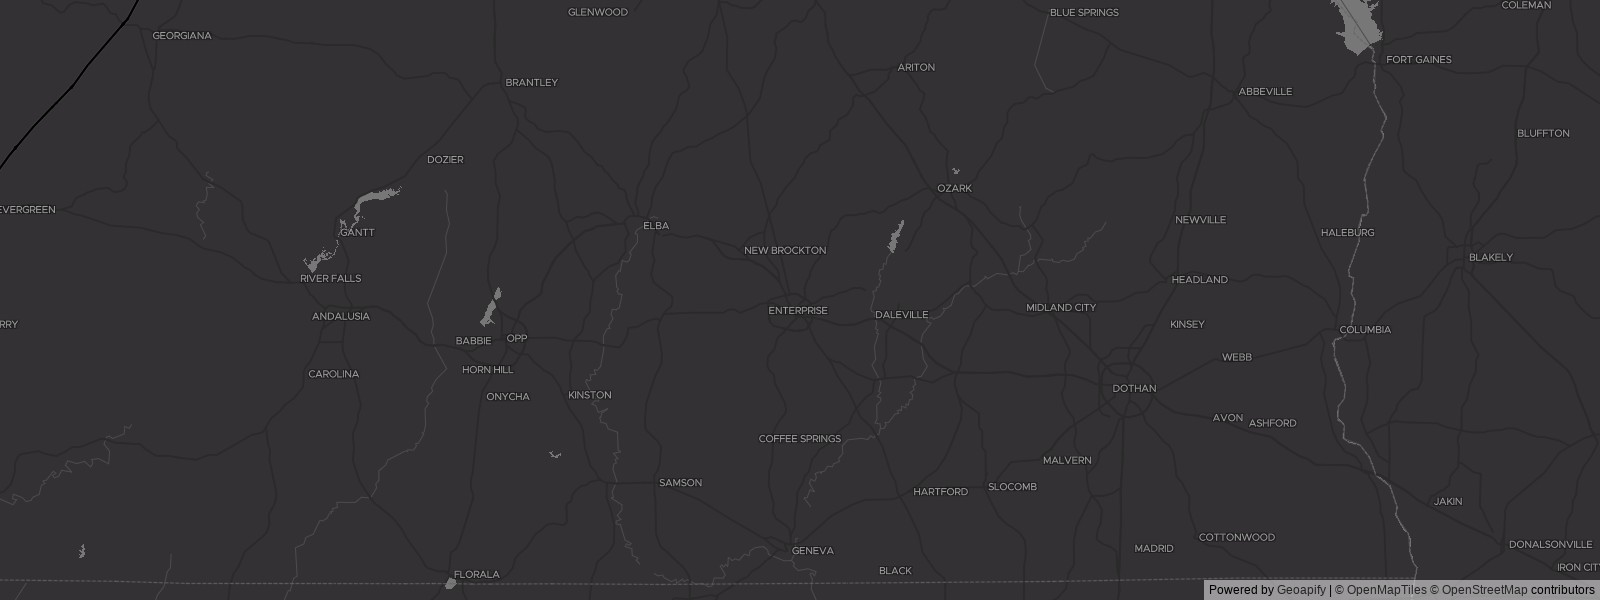 COLEMAN
GLENWOOD
BLUE SPRINGS
GEORGIANA
FORT GAINES
ARITON
BRANTLEY
ABBEVILLE
BLUFFTON
DOZIER
OZARK
EVERGREEN
NEWVILLE
ELBA
GANTT
HALEBURG
NEW BROCKTON
BLAKELY
RIVER FALLS
HEADLAND
MIDLAND CITY
ENTERPRISE
DALEVILLE
ANDALUSIA
RRY
KINSEY
COLUMBIA
OPP
BABBIE
WEBB
HORN HILL
CAROLINA
DOTHAN
KINSTON
ONYCHA
AVON
ASHFORD
COFFEE SPRINGS
MALVERN
SAMSON
SLOCOMB
HARTFORD
JAKIN
COTTONWOOD
DONALSONVILLE
MADRID
GENEVA
IRON CITY
BLACK
FLORALA
Powered by Geoapify | © OpenMapTiles © OpenStreetMap contributors